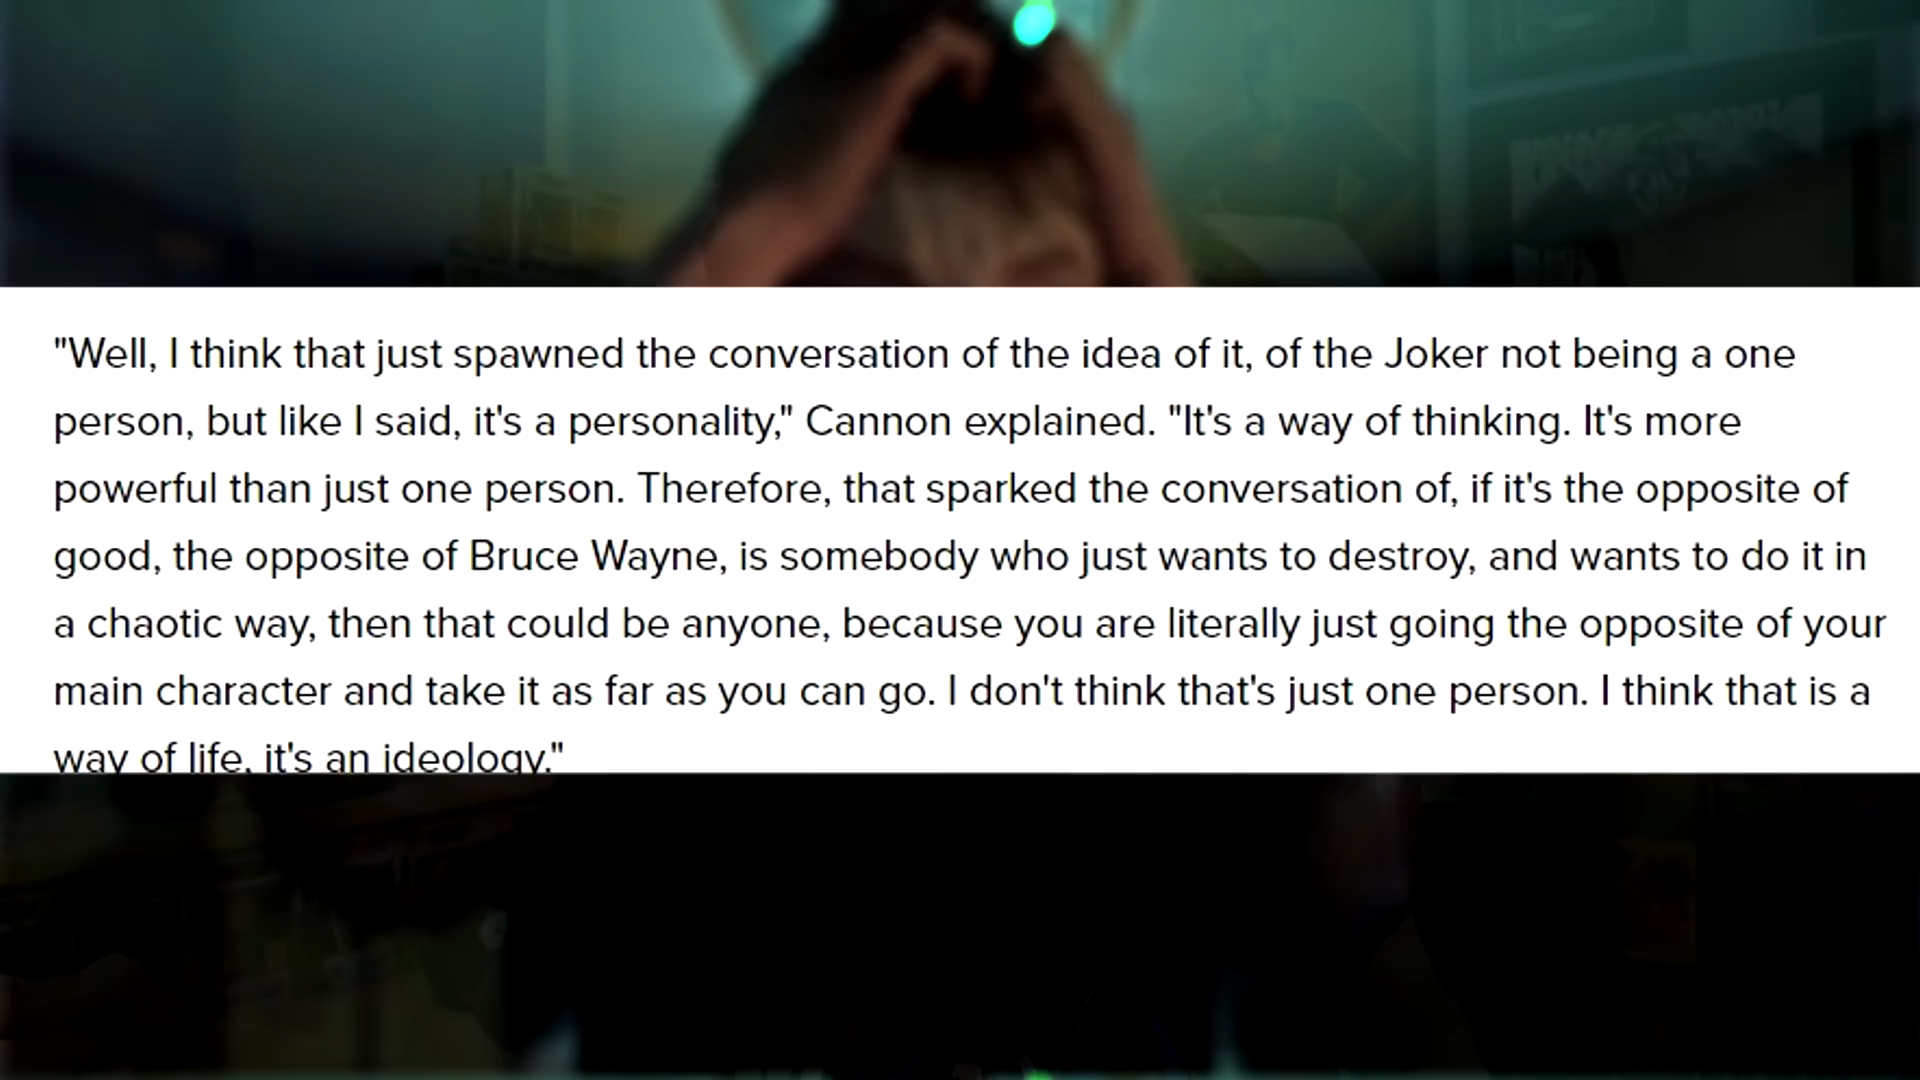 "Well, I think that just spawned the conversation of the idea of it, of the Joker not being a one
person, but like I said, it's a personality," Cannon explained. "It's a way of thinking. It's more
powerful than just one person. Therefore, that sparked the conversation of, if it's the opposite of
good, the opposite of Bruce Wayne, is somebody who just wants to destroy, and wants to do it in
a chaotic way, then that could be anyone, because you are literally just going the opposite of your
main character and take it as far as you can go. I don't think that's just one person. I think that is a
way of life, it's an ideology."